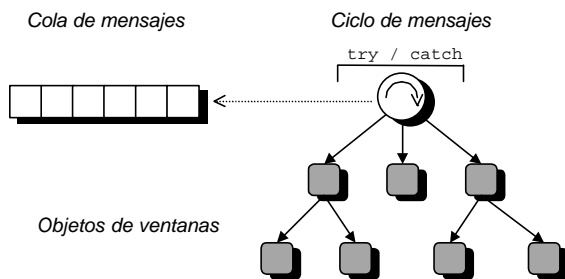 Cola de mensajes
Ciclo de mensajes
try / catch
Objetos de ventanas